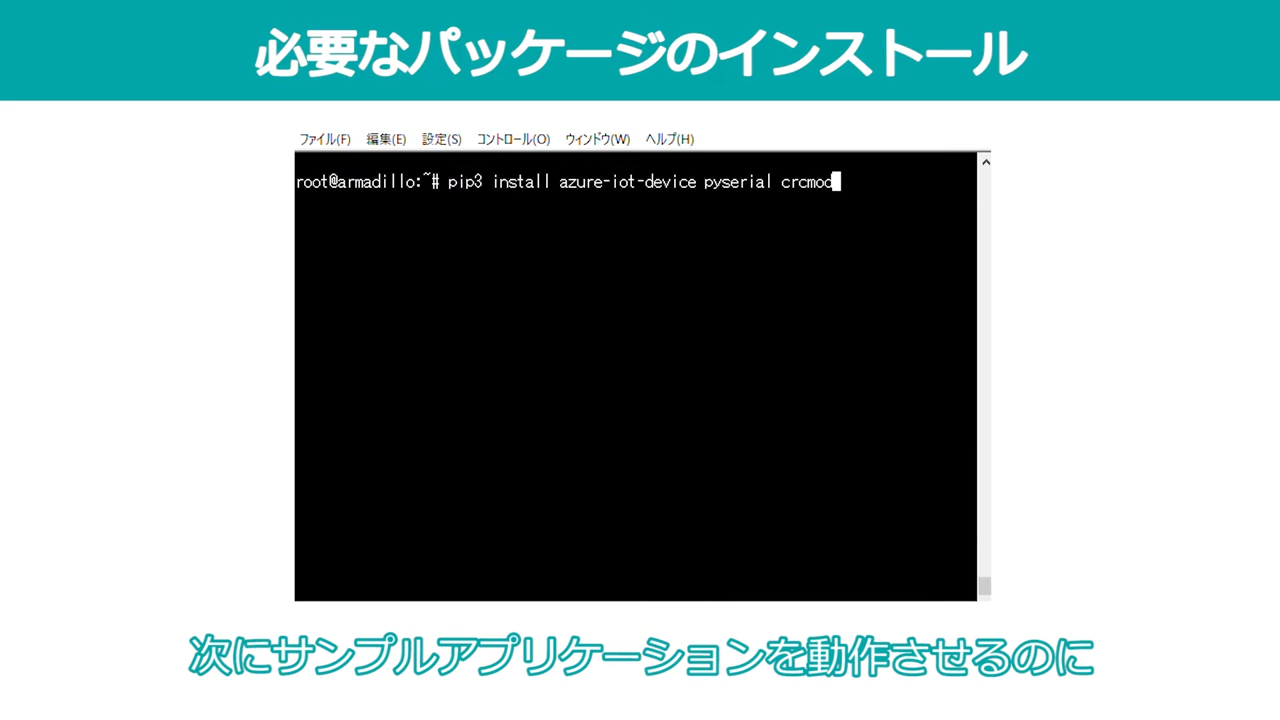 必要なパッケージのインストール
ファイル(F) 編集(E) 設定(S) コントロール(O) ウィンドウ(W) ヘルプ(H)
root@armadillo:~# pip3 install azure-iot-device pyserial crcmod
次にサンプルアプリケーションを動作させるのに